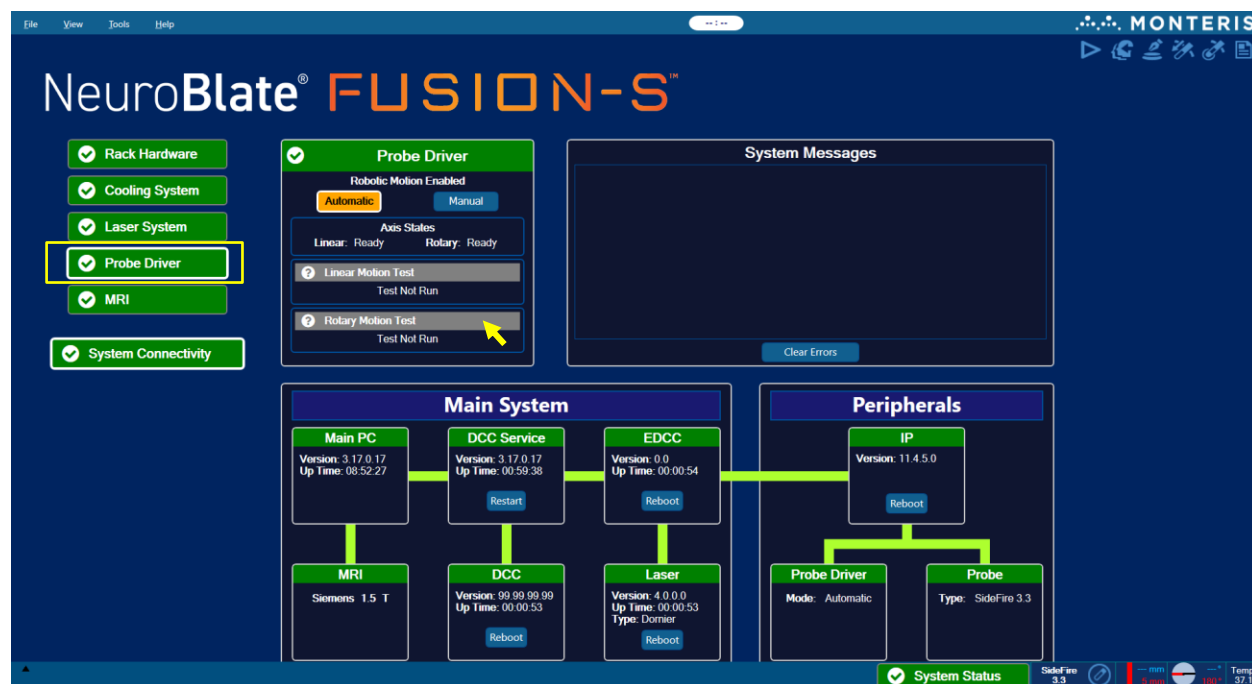 File View Tools Help
-- : --
MONTERIS
NeuroBlate® FUSION-S™
Rack Hardware
Cooling System
Laser System
Probe Driver
MRI
System Connectivity
Probe Driver
Robotic Motion Enabled
Automatic Manual
Axis States
Linear: Ready Rotary: Ready
Linear Motion Test
Test Not Run
Rotary Motion Test
Test Not Run
System Messages
Clear Errors
Main System
Main PC
Version: 3.17.0.17
Up Time: 08:52:27
DCC Service
Version: 3.17.0.17
Up Time: 00:59:38
Restart
EDCC
Version: 0.0
Up Time: 00:00:54
Reboot
MRI
Siemens 1.5 T
DCC
Version: 99.99.99.99
Up Time: 00:00:53
Reboot
Laser
Version: 4.0.0.0
Up Time: 00:00:53
Type: Dornier
Reboot
Peripherals
IP
Version: 11.4.5.0
Reboot
Probe Driver
Mode: Automatic
Probe
Type: SideFire 3.3
System Status
SideFire
3.3
-- mm
5 mm
--°
180°
Temp
37.1